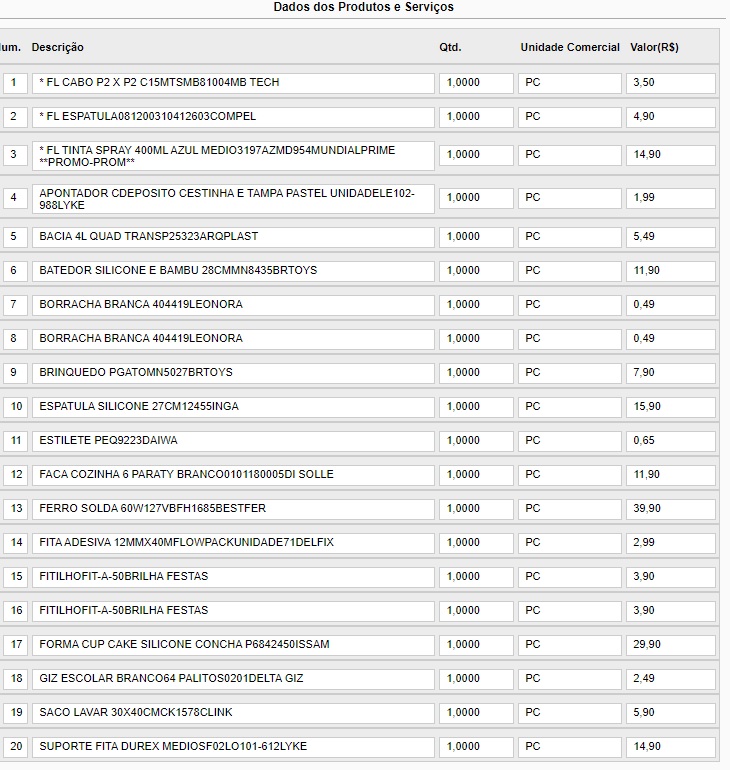 Dados dos Produtos e Serviços
um. Descrição Qtd. Unidade Comercial Valor(R$)
1 * FL CABO P2 X P2 C15MTSMB81004MB TECH 1,0000 PC 3,50
2 * FL ESPATULA081200310412603COMPEL 1,0000 PC 4,90
3 * FL TINTA SPRAY 400ML AZUL MEDIO3197AZMD954MUNDIALPRIME
**PROMO-PROM** 1,0000 PC 14,90
4 APONTADOR CDEPOSITO CESTINHA E TAMPA PASTEL UNIDADELE102-
988LYKE 1,0000 PC 1,99
5 BACIA 4L QUAD TRANSP25323ARQPLAST 1,0000 PC 5,49
6 BATEDOR SILICONE E BAMBU 28CMMN8435BRTOYS 1,0000 PC 11,90
7 BORRACHA BRANCA 404419LEONORA 1,0000 PC 0,49
8 BORRACHA BRANCA 404419LEONORA 1,0000 PC 0,49
9 BRINQUEDO PGATOMN5027BRTOYS 1,0000 PC 7,90
10 ESPATULA SILICONE 27CM12455INGA 1,0000 PC 15,90
11 ESTILETE PEQ9223DAIWA 1,0000 PC 0,65
12 FACA COZINHA 6 PARATY BRANCO0101180005DI SOLLE 1,0000 PC 11,90
13 FERRO SOLDA 60W127VBFH1685BESTFER 1,0000 PC 39,90
14 FITA ADESIVA 12MMX40MFLOWPACKUNIDADE71DELFIX 1,0000 PC 2,99
15 FITILHOFIT-A-50BRILHA FESTAS 1,0000 PC 3,90
16 FITILHOFIT-A-50BRILHA FESTAS 1,0000 PC 3,90
17 FORMA CUP CAKE SILICONE CONCHA P6842450ISSAM 1,0000 PC 29,90
18 GIZ ESCOLAR BRANCO64 PALITOS0201DELTA GIZ 1,0000 PC 2,49
19 SACO LAVAR 30X40CMCK1578CLINK 1,0000 PC 5,90
20 SUPORTE FITA DUREX MEDIOSF02LO101-612LYKE 1,0000 PC 14,90